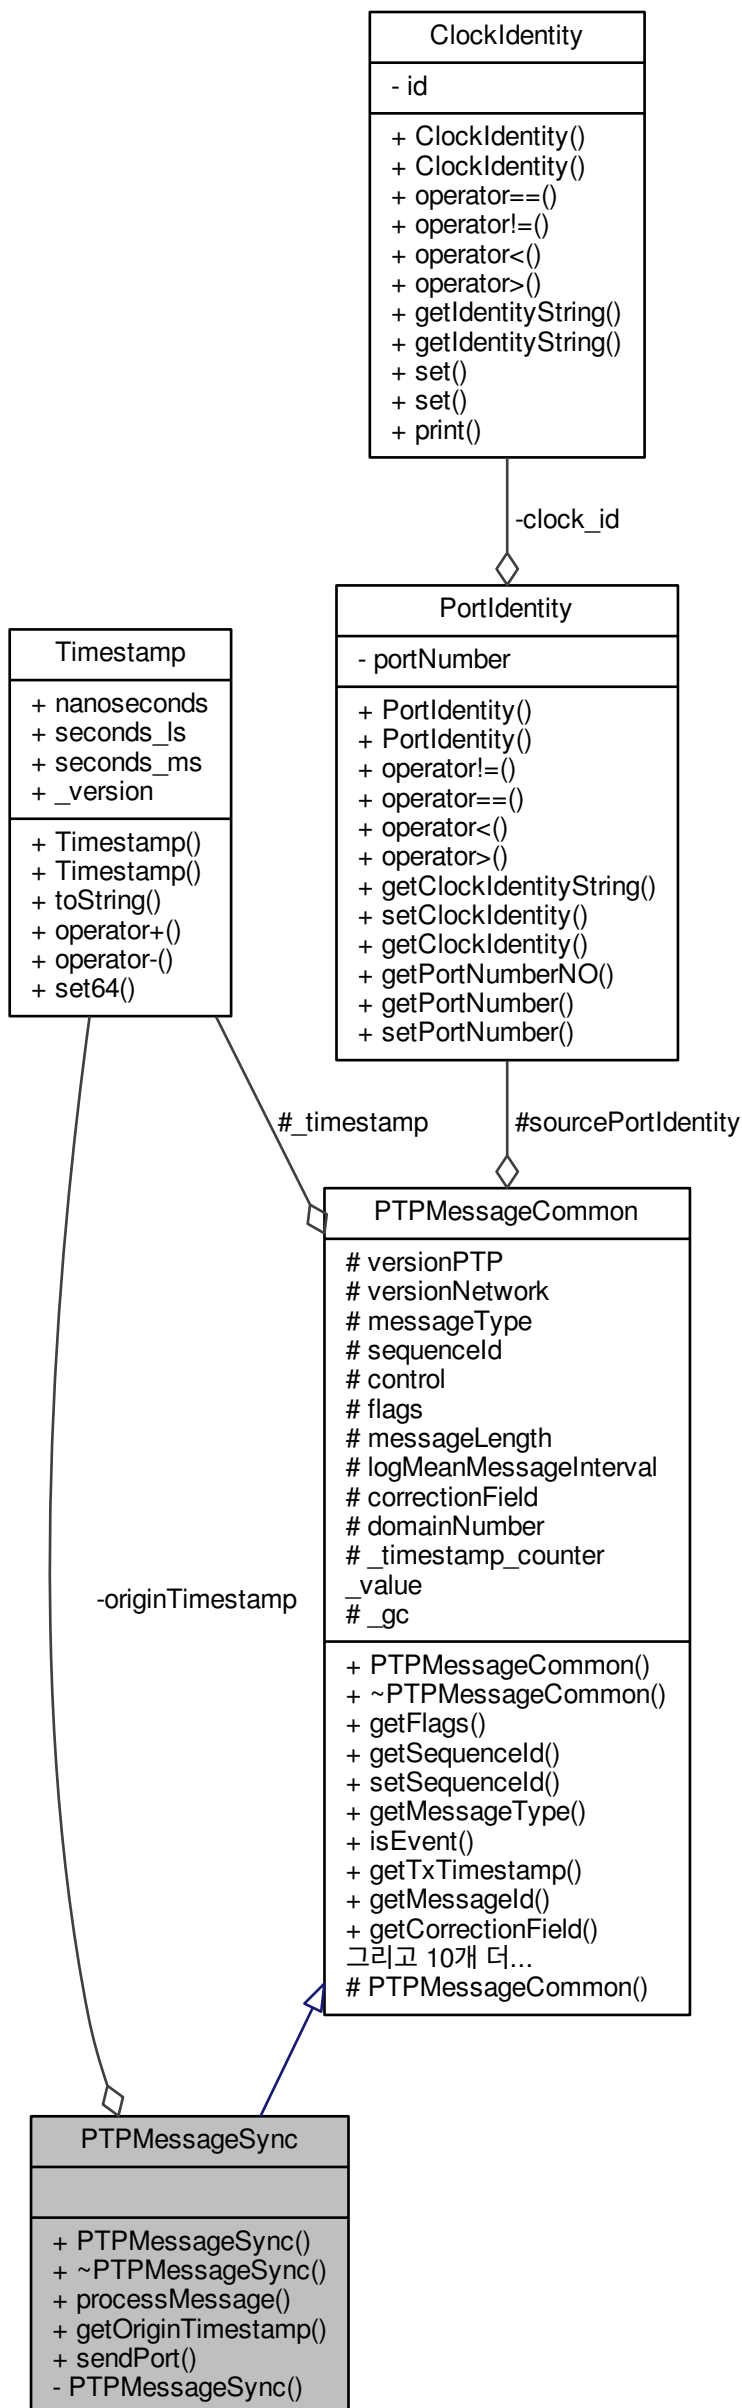 ClockIdentity
- id
+ ClockIdentity()
+ ClockIdentity()
+ operator==()
+ operator!=()
+ operator<()
+ operator>()
+ getIdentityString()
+ getIdentityString()
+ set()
+ set()
+ print()
-clock_id
PortIdentity
- portNumber
+ PortIdentity()
+ PortIdentity()
+ operator!=()
+ operator==()
+ operator<()
+ operator>()
+ getClockIdentityString()
+ setClockIdentity()
+ getClockIdentity()
+ getPortNumberNO()
+ getPortNumber()
+ setPortNumber()
Timestamp
+ nanoseconds
+ seconds_ls
+ seconds_ms
+ _version
+ Timestamp()
+ Timestamp()
+ toString()
+ operator+()
+ operator-()
+ set64()
#_timestamp
#sourcePortIdentity
PTPMessageCommon
# versionPTP
# versionNetwork
# messageType
# sequenceId
# control
# flags
# messageLength
# logMeanMessageInterval
# correctionField
# domainNumber
# _timestamp_counter
_value
# _gc
+ PTPMessageCommon()
+ ~PTPMessageCommon()
+ getFlags()
+ getSequenceId()
+ setSequenceId()
+ getMessageType()
+ isEvent()
+ getTxTimestamp()
+ getMessageId()
+ getCorrectionField()
그리고 10개 더...
# PTPMessageCommon()
-originTimestamp
PTPMessageSync
+ PTPMessageSync()
+ ~PTPMessageSync()
+ processMessage()
+ getOriginTimestamp()
+ sendPort()
- PTPMessageSync()